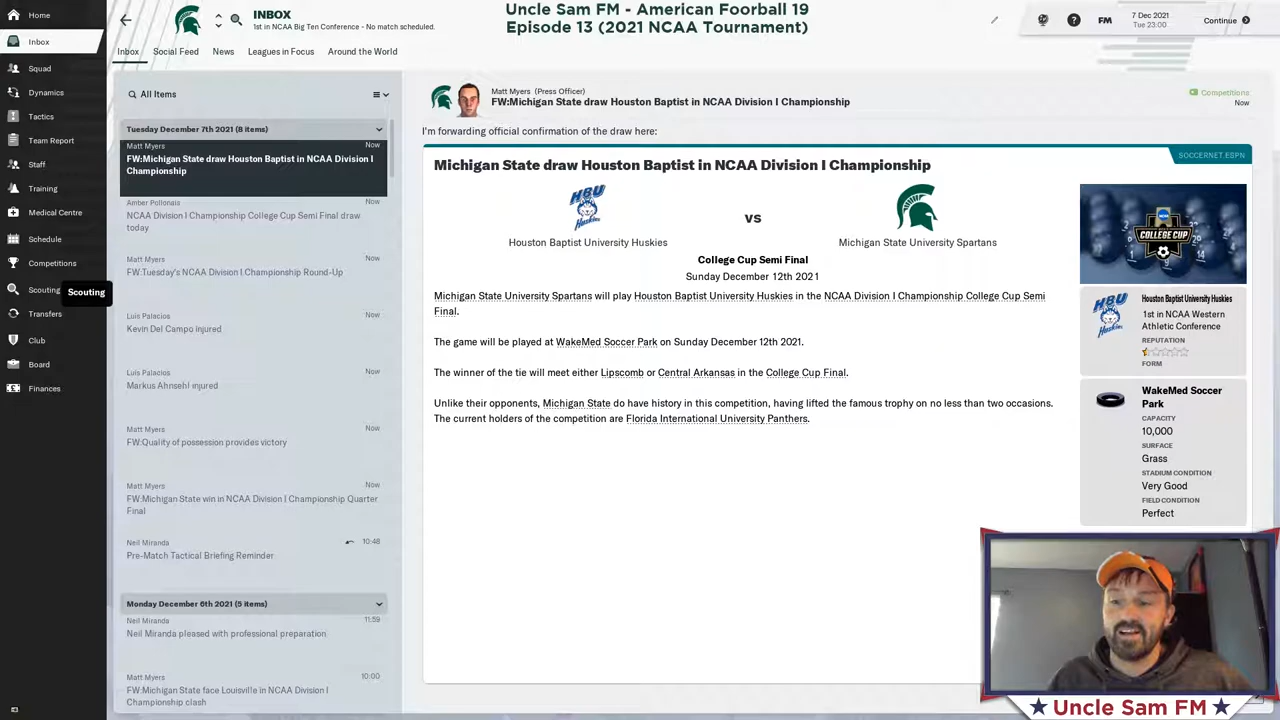 Home
Inbox
Squad
Dynamics
Tactics
Team Report
Staff
Training
Medical Centre
Schedule
Competitions
Scouting
Scouting
Transfers
Club
Board
Finances
INBOX
1st in NCAA Big Ten Conference - No match scheduled.
Uncle Sam FM - American Foorball 19
Episode 13 (2021 NCAA Tournament)
?
FM
7 Dec 2021
Tue 23:00
Continue
Inbox
Social Feed
News
Leagues in Focus
Around the World
All Items
Tuesday December 7th 2021 (8 items)
Matt Myers
Now
FW:Michigan State draw Houston Baptist in NCAA Division I
Championship
Amber Pollonais
Now
NCAA Division I Championship College Cup Semi Final draw
today
Matt Myers
Now
FW:Tuesday's NCAA Division I Championship Round-Up
Luis Palacios
Now
Kevin Del Campo injured
Luis Palacios
Now
Markus Ahnsehl injured
Matt Myers
Now
FW:Quality of possession provides victory
Matt Myers
Now
FW:Michigan State win in NCAA Division I Championship Quarter
Final
Neil Miranda
10:48
Pre-Match Tactical Briefing Reminder
Monday December 6th 2021 (5 items)
Neil Miranda
11:59
Neil Miranda pleased with professional preparation
Matt Myers
10:00
FW:Michigan State face Louisville in NCAA Division I
Championship clash
Matt Myers (Press Officer)
FW:Michigan State draw Houston Baptist in NCAA Division I Championship
Competitions
Now
I'm forwarding official confirmation of the draw here:
SOCCERNET.ESPN
Michigan State draw Houston Baptist in NCAA Division I Championship
HBU
Huskies
vs
Houston Baptist University Huskies
Michigan State University Spartans
College Cup Semi Final
Sunday December 12th 2021
Michigan State University Spartans will play Houston Baptist University Huskies in the NCAA Division I Championship College Cup Semi
Final.
The game will be played at WakeMed Soccer Park on Sunday December 12th 2021.
The winner of the tie will meet either Lipscomb or Central Arkansas in the College Cup Final.
Unlike their opponents, Michigan State do have history in this competition, having lifted the famous trophy on no less than two occasions.
The current holders of the competition are Florida International University Panthers.
NCAA
COLLEGE CUP
HBU
Huskies
Houston Baptist University Huskies
1st in NCAA Western
Athletic Conference
REPUTATION
FORM
WakeMed Soccer
Park
CAPACITY
10,000
SURFACE
Grass
STADIUM CONDITION
Very Good
FIELD CONDITION
Perfect
Uncle Sam FM